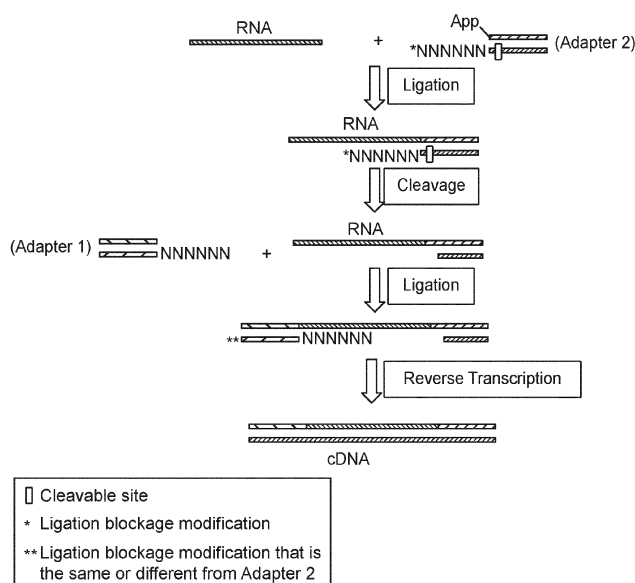 App
RNA
+
*NNNNNN
(Adapter 2)
Ligation
RNA
*NNNNNN
Cleavage
(Adapter 1)
NNNNNN
+
RNA
Ligation
**
NNNNNN
Reverse Transcription
cDNA
Cleavable site
* Ligation blockage modification
** Ligation blockage modification that is
the same or different from Adapter 2